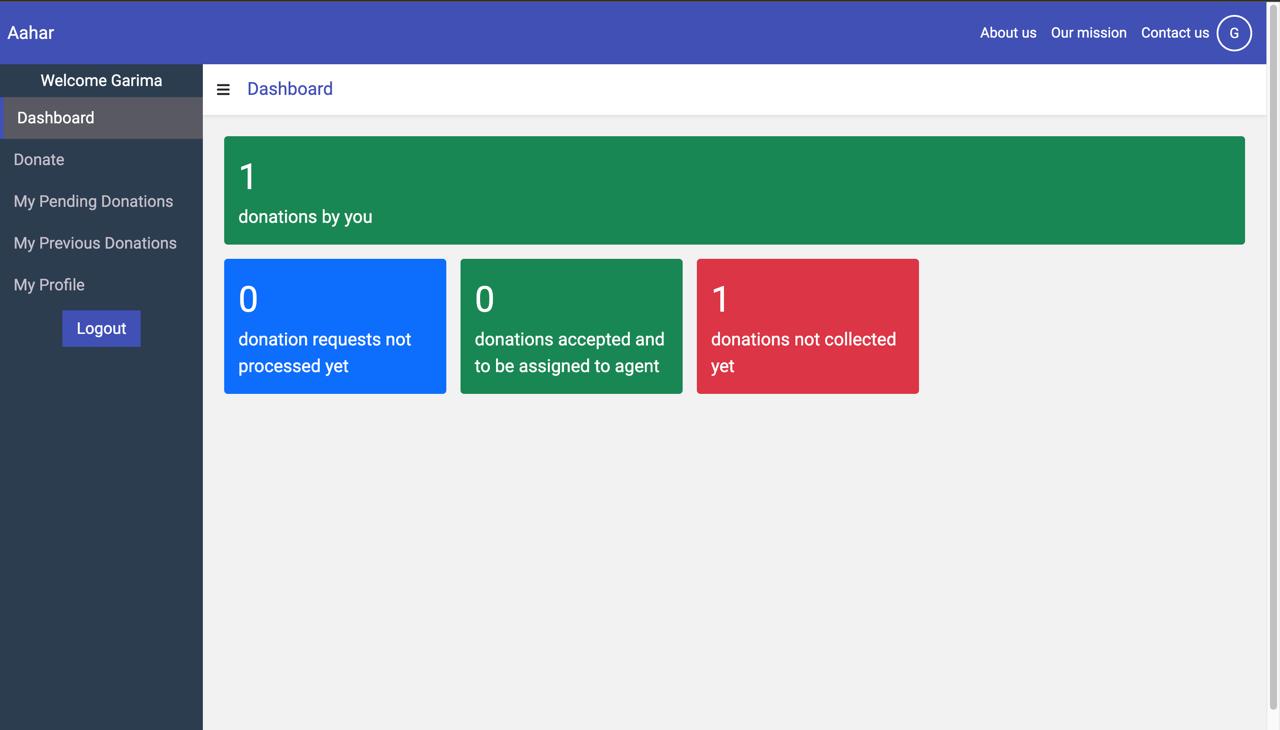 Aahar
About us
Our mission
Contact us
G
Welcome Garima
Dashboard
Donate
My Pending Donations
My Previous Donations
My Profile
Logout
Dashboard
1
donations by you
0
donation requests not
processed yet
0
donations accepted and
to be assigned to agent
1
donations not collected
yet